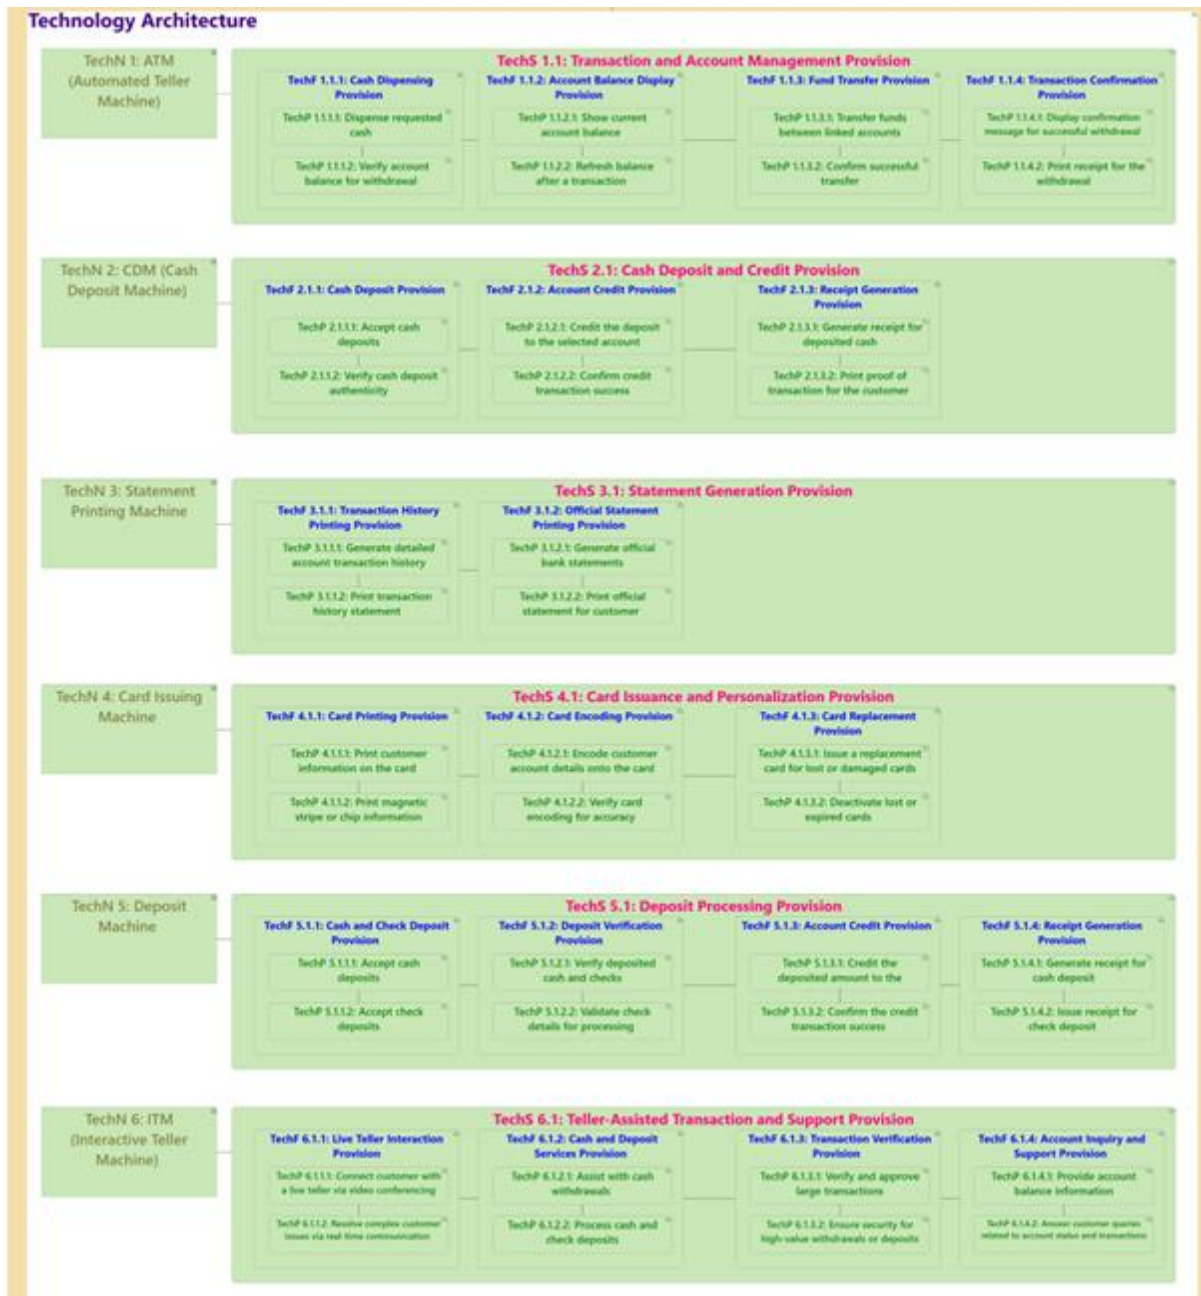 Technology Architecture
TechN 1: ATM
(Automated Teller
Machine)
TechS 1.1: Transaction and Account Management Provision
TechF 1.1.1: Cash Dispensing
Provision
TechP 1.1.1.1: Dispense requested
cash
TechP 1.1.1.2: Verify account
balance for withdrawal
TechF 1.1.2: Account Balance Display
Provision
TechP 1.1.2.1: Show current
account balance
TechP 1.1.2.2: Refresh balance
after a transaction
TechF 1.1.3: Fund Transfer Provision
TechP 1.1.3.1: Transfer funds
between linked accounts
TechP 1.1.3.2: Confirm successful
transfer
TechF 1.1.4: Transaction Confirmation
Provision
TechP 1.1.4.1: Display confirmation
message for successful withdrawal
TechP 1.1.4.2: Print receipt for the
withdrawal
TechN 2: CDM (Cash
Deposit Machine)
TechS 2.1: Cash Deposit and Credit Provision
TechF 2.1.1: Cash Deposit Provision
TechP 2.1.1.1: Accept cash
deposits
TechP 2.1.1.2: Verify cash deposit
authenticity
TechF 2.1.2: Account Credit Provision
TechP 2.1.2.1: Credit the deposit
to the selected account
TechP 2.1.2.2: Confirm credit
transaction success
TechF 2.1.3: Receipt Generation
Provision
TechP 2.1.3.1: Generate receipt for
deposited cash
TechP 2.1.3.2: Print proof of
transaction for the customer
TechN 3: Statement
Printing Machine
TechS 3.1: Statement Generation Provision
TechF 3.1.1: Transaction History
Printing Provision
TechP 3.1.1.1: Generate detailed
account transaction history
TechP 3.1.1.2: Print transaction
history statement
TechF 3.1.2: Official Statement
Printing Provision
TechP 3.1.2.1: Generate official
bank statements
TechP 3.1.2.2: Print official
statement for customer
TechN 4: Card Issuing
Machine
TechS 4.1: Card Issuance and Personalization Provision
TechF 4.1.1: Card Printing Provision
TechP 4.1.1.1: Print customer
information on the card
TechP 4.1.1.2: Print magnetic
stripe or chip information
TechF 4.1.2: Card Encoding Provision
TechP 4.1.2.1: Encode customer
account details onto the card
TechP 4.1.2.2: Verify card
encoding for accuracy
TechF 4.1.3: Card Replacement
Provision
TechP 4.1.3.1: Issue a replacement
card for lost or damaged cards
TechP 4.1.3.2: Deactivate lost or
expired cards
TechN 5: Deposit
Machine
TechS 5.1: Deposit Processing Provision
TechF 5.1.1: Cash and Check Deposit
Provision
TechP 5.1.1.1: Accept cash
deposits
TechP 5.1.1.2: Accept check
deposits
TechF 5.1.2: Deposit Verification
Provision
TechP 5.1.2.1: Verify deposited
cash and checks
TechP 5.1.2.2: Validate check
details for processing
TechF 5.1.3: Account Credit Provision
TechP 5.1.3.1: Credit the
deposited amount to the
TechP 5.1.3.2: Confirm the credit
transaction success
TechF 5.1.4: Receipt Generation
Provision
TechP 5.1.4.1: Generate receipt for
cash deposit
TechP 5.1.4.2: Issue receipt for
check deposit
TechN 6: ITM
(Interactive Teller
Machine)
TechS 6.1: Teller-Assisted Transaction and Support Provision
TechF 6.1.1: Live Teller Interaction
Provision
TechP 6.1.1.1: Connect customer with
a live teller via video conferencing
TechP 6.1.1.2: Resolve complex customer
issues via real-time communication
TechF 6.1.2: Cash and Deposit
Services Provision
TechP 6.1.2.1: Assist with cash
withdrawals
TechP 6.1.2.2: Process cash and
check deposits
TechF 6.1.3: Transaction Verification
Provision
TechP 6.1.3.1: Verify and approve
large transactions
TechP 6.1.3.2: Ensure security for
high-value withdrawals or deposits
TechF 6.1.4: Account Inquiry and
Support Provision
TechP 6.1.4.1: Provide account
balance information
TechP 6.1.4.2: Answer customer queries
related to account status and transactions